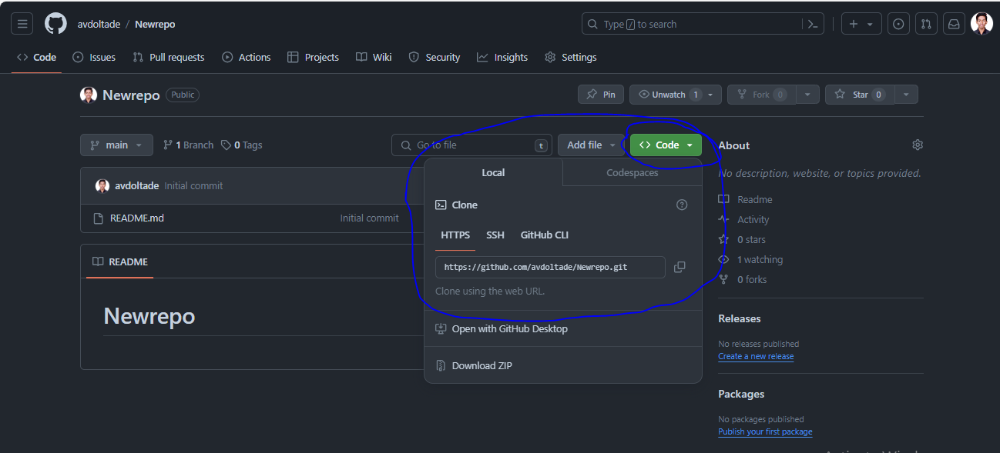 avdoltade / Newrepo
Type / to search
Code Issues Pull requests Actions Projects Wiki Security Insights Settings
Newrepo Public
Pin Unwatch 1 Fork 0 Star 0
main 1 Branch 0 Tags
Go to file t Add file Code
avdoltade Initial commit
README.md Initial commit
README
Newrepo
Local Codespaces
Clone
HTTPS SSH GitHub CLI
https://github.com/avdoltade/Newrepo.git
Clone using the web URL.
Open with GitHub Desktop
Download ZIP
About
No description, website, or topics provided.
Readme
Activity
0 stars
1 watching
0 forks
Releases
No releases published
Create a new release
Packages
No packages published
Publish your first package